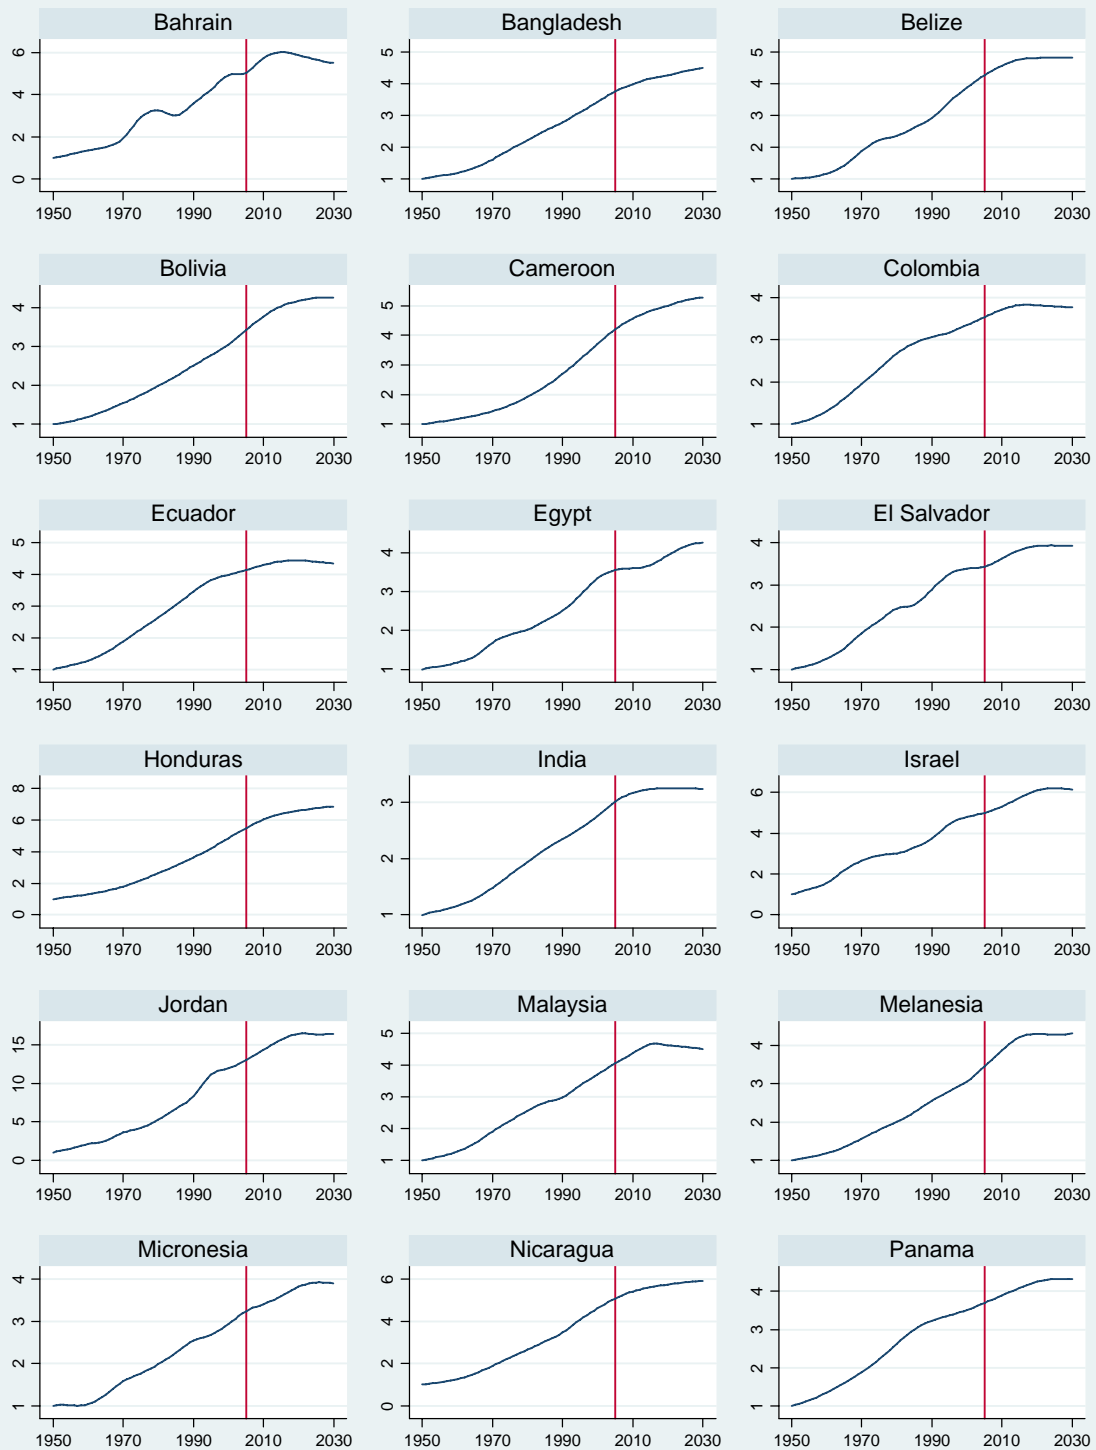 Bahrain
0 2 4 6
1950 1970 1990 2010 2030
Bangladesh
1 2 3 4 5
1950 1970 1990 2010 2030
Belize
1 2 3 4 5
1950 1970 1990 2010 2030
Bolivia
1 2 3 4
1950 1970 1990 2010 2030
Cameroon
1 2 3 4 5
1950 1970 1990 2010 2030
Colombia
1 2 3 4
1950 1970 1990 2010 2030
Ecuador
1 2 3 4 5
1950 1970 1990 2010 2030
Egypt
1 2 3 4
1950 1970 1990 2010 2030
El Salvador
1 2 3 4
1950 1970 1990 2010 2030
Honduras
0 2 4 6 8
1950 1970 1990 2010 2030
India
1 2 3
1950 1970 1990 2010 2030
Israel
0 2 4 6
1950 1970 1990 2010 2030
Jordan
0 5 10 15
1950 1970 1990 2010 2030
Malaysia
1 2 3 4 5
1950 1970 1990 2010 2030
Melanesia
1 2 3 4
1950 1970 1990 2010 2030
Micronesia
1 2 3 4
1950 1970 1990 2010 2030
Nicaragua
0 2 4 6
1950 1970 1990 2010 2030
Panama
1 2 3 4
1950 1970 1990 2010 2030